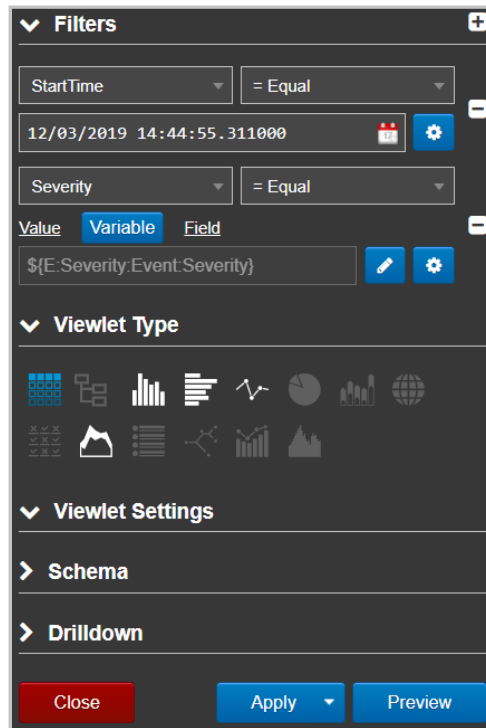 Filters
StartTime = Equal
12/03/2019 14:44:55.311000
Severity = Equal
Value Variable Field
${E:Severity:Event:Severity}
Viewlet Type
Viewlet Settings
Schema
Drilldown
Close Apply Preview